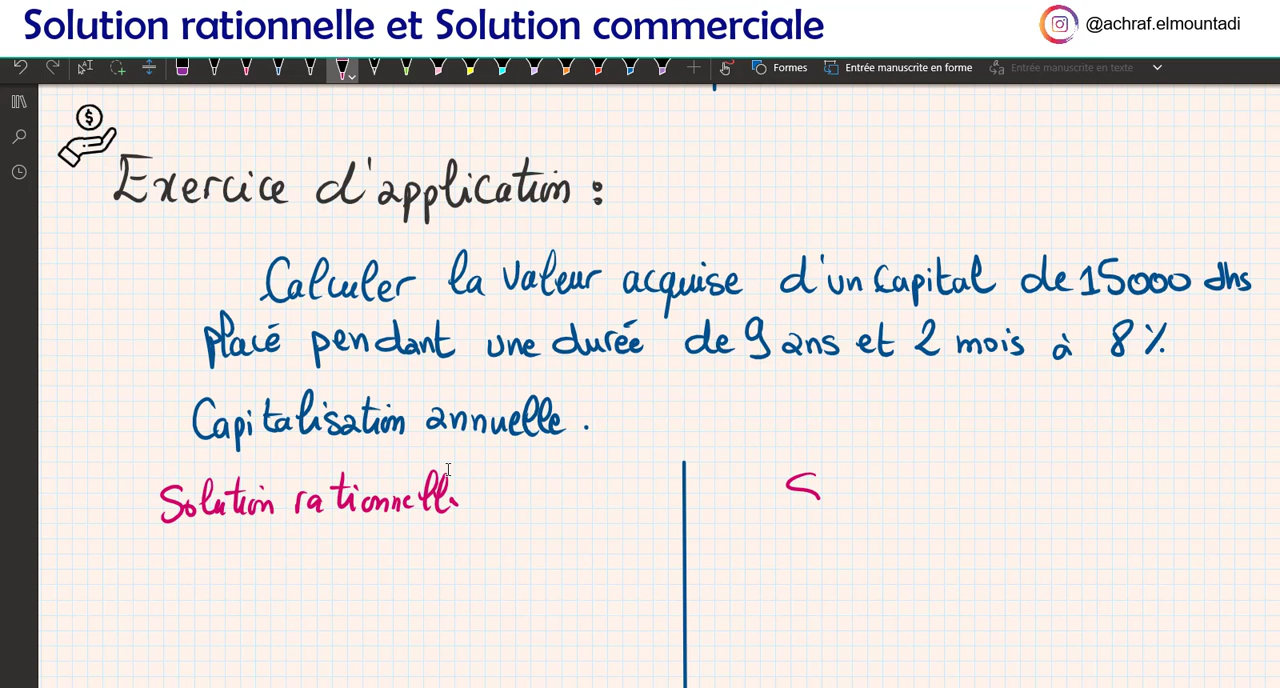 Solution rationnelle et Solution commerciale
@achraf.elmountadi
Formes
Entrée manuscrite en forme
Entrée manuscrite en texte
$
Exercice d'application :
Calculer la valeur acquise d'un capital de 15000 dhs
placé pendant une durée de 9 ans et 2 mois à 8 %
Capitalisation annuelle .
Solution rationnelle
S